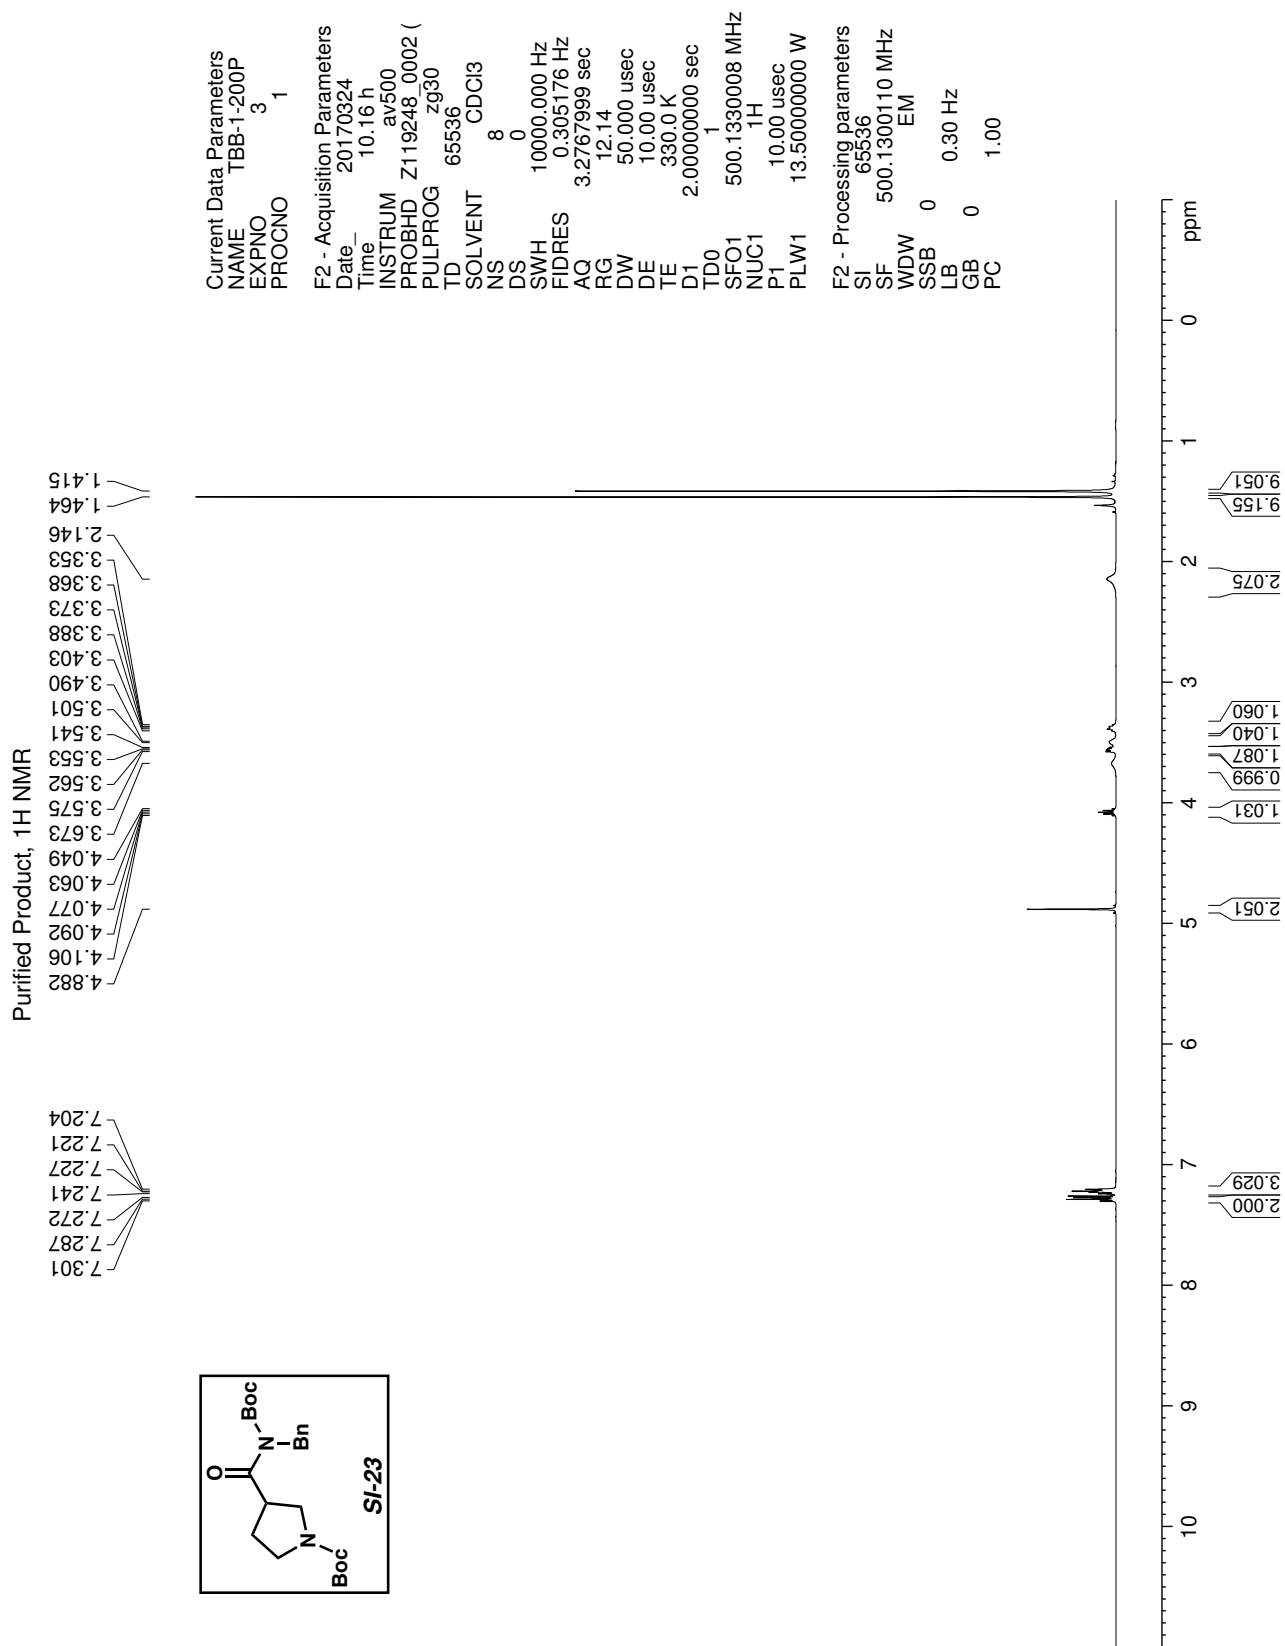 Purified Product, 1H NMR
7.301
7.287
7.272
7.241
7.227
7.221
7.204
4.882
4.106
4.092
4.077
4.063
4.049
3.673
3.575
3.562
3.553
3.541
3.501
3.490
3.403
3.388
3.373
3.368
3.353
2.146
1.464
1.415
O
N
Boc
Bn
N
Boc
SI-23
Current Data Parameters
NAME TBB-1-200P
EXPNO 3
PROCNO 1
F2 - Acquisition Parameters
Date_ 20170324
Time 10.16 h
INSTRUM av500
PROBHD Z119248_0002 (
PULPROG zg30
TD 65536
SOLVENT CDCl3
NS 8
DS 0
SWH 10000.000 Hz
FIDRES 0.305176 Hz
AQ 3.2767999 sec
RG 12.14
DW 50.000 usec
DE 10.00 usec
TE 330.0 K
D1 2.00000000 sec
TD0 1
SFO1 500.1330008 MHz
NUC1 1H
P1 10.00 usec
PLW1 13.50000000 W
F2 - Processing parameters
SI 65536
SF 500.1300110 MHz
WDW EM
SSB 0
LB 0.30 Hz
GB 0
PC 1.00
10 9 8 7 6 5 4 3 2 1 0 ppm
2.000
3.029
2.051
1.031
0.999
1.087
1.040
1.060
2.075
9.155
9.051